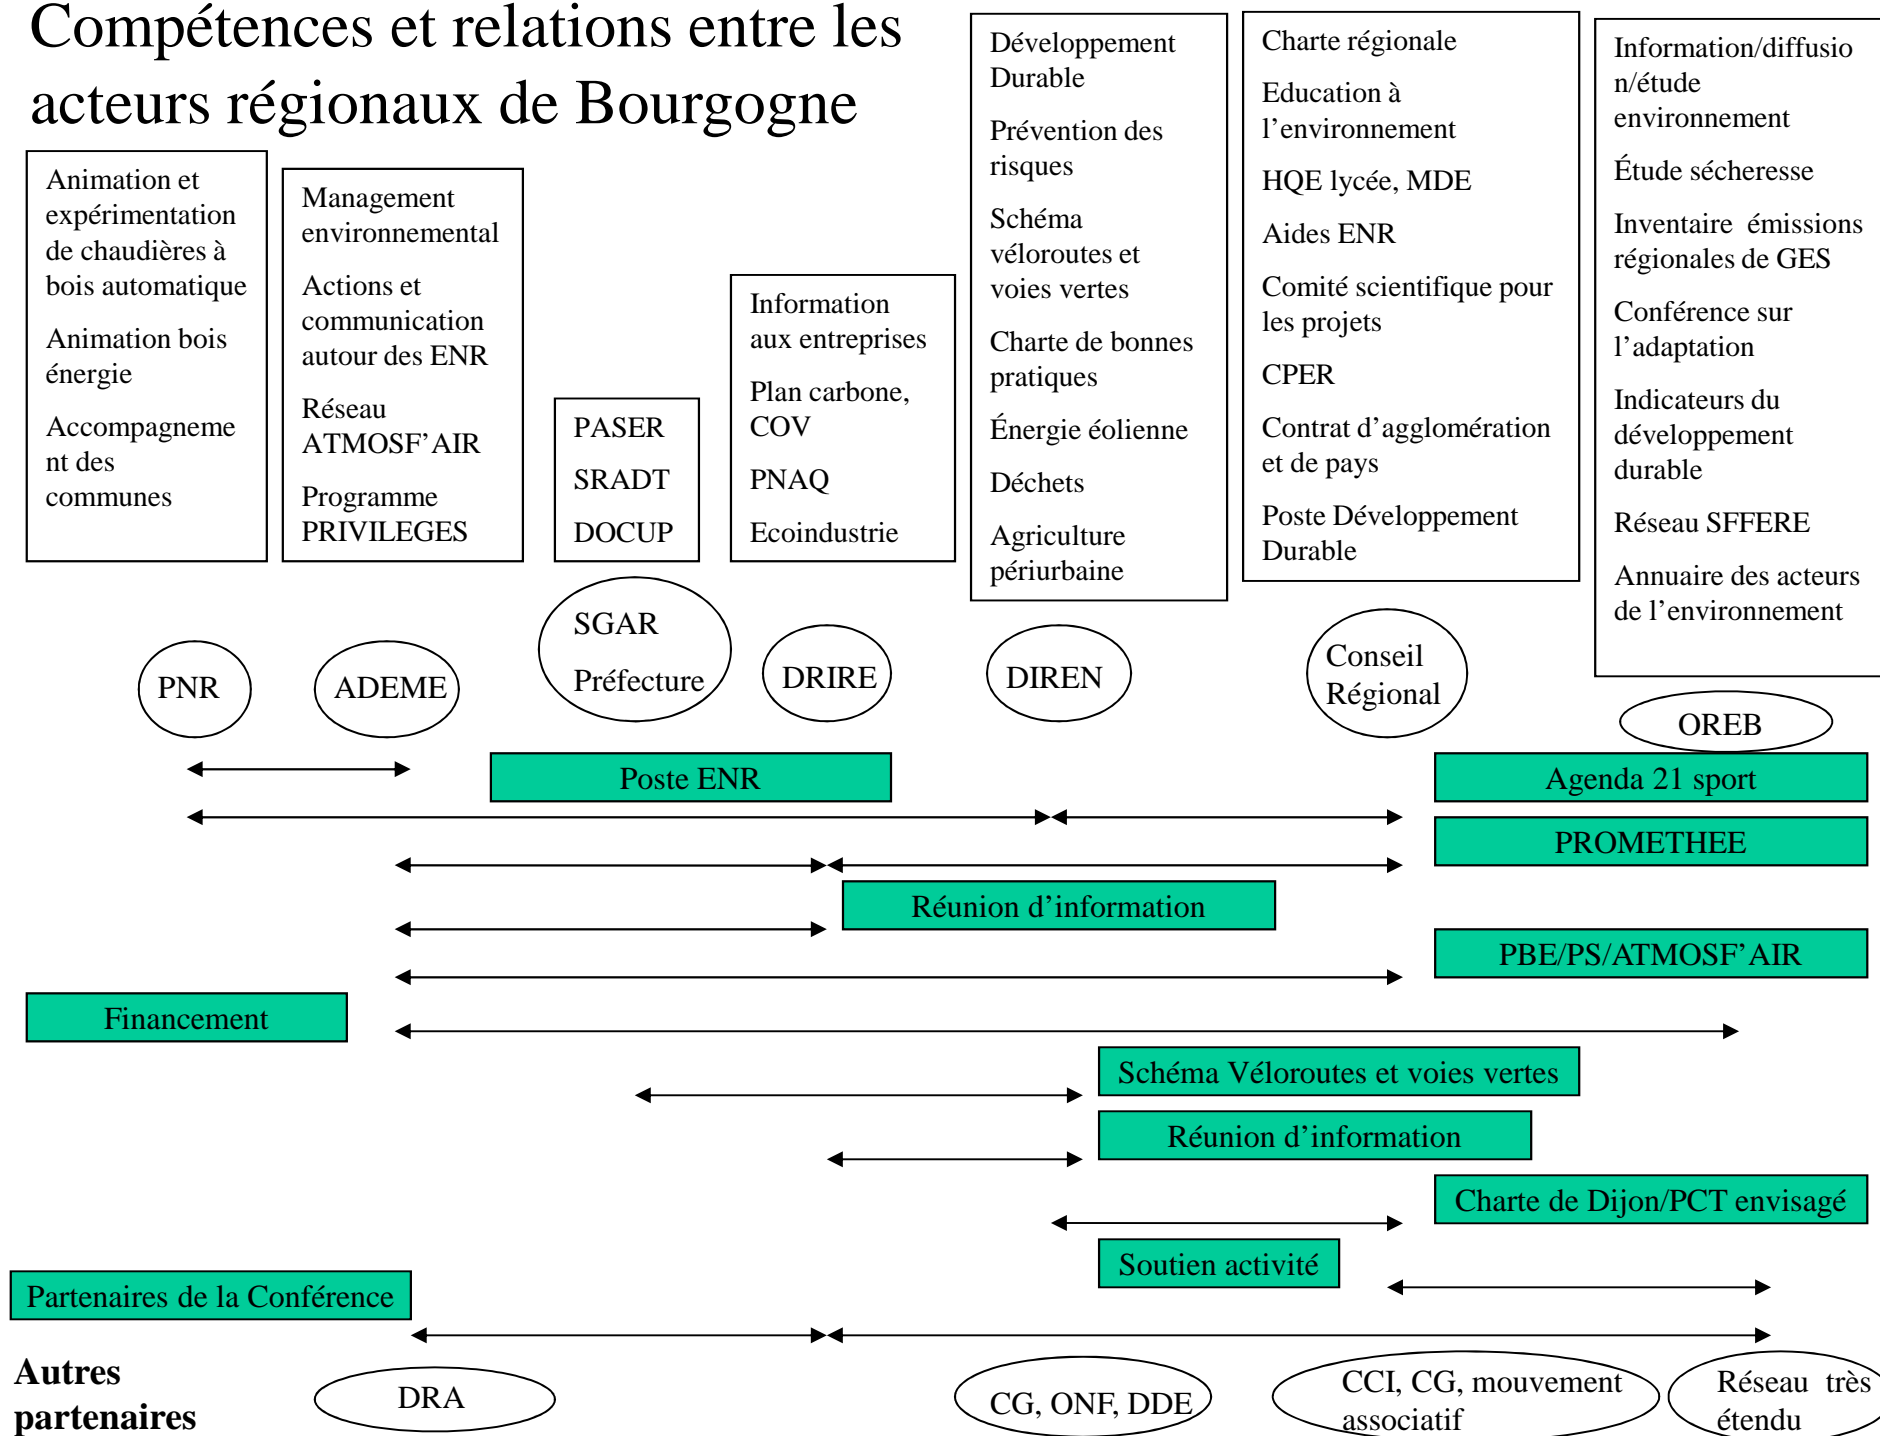 Compétences et relations entre les
acteurs régionaux de Bourgogne
Animation et
expérimentation
de chaudières à
bois automatique
Animation bois
énergie
Accompagneme
nt des
communes
Management
environnemental
Actions et
communication
autour des ENR
Réseau
ATMOSF’AIR
Programme
PRIVILEGES
PASER
SRADT
DOCUP
Information
aux entreprises
Plan carbone,
COV
PNAQ
Ecoindustrie
Développement
Durable
Prévention des
risques
Schéma
véloroutes et
voies vertes
Charte de bonnes
pratiques
Énergie éolienne
Déchets
Agriculture
périurbaine
Charte régionale
Education à
l’environnement
HQE lycée, MDE
Aides ENR
Comité scientifique pour
les projets
CPER
Contrat d’agglomération
et de pays
Poste Développement
Durable
Information/diffusio
n/étude
environnement
Étude sécheresse
Inventaire émissions
régionales de GES
Conférence sur
l’adaptation
Indicateurs du
développement
durable
Réseau SFFERE
Annuaire des acteurs
de l’environnement
PNR
ADEME
SGAR
Préfecture
DRIRE
DIREN
Conseil
Régional
OREB
Poste ENR
Agenda 21 sport
PROMETHEE
Réunion d’information
PBE/PS/ATMOSF’AIR
Financement
Schéma Véloroutes et voies vertes
Réunion d’information
Charte de Dijon/PCT envisagé
Soutien activité
Partenaires de la Conférence
Autres
partenaires
DRA
CG, ONF, DDE
CCI, CG, mouvement
associatif
Réseau très
étendu